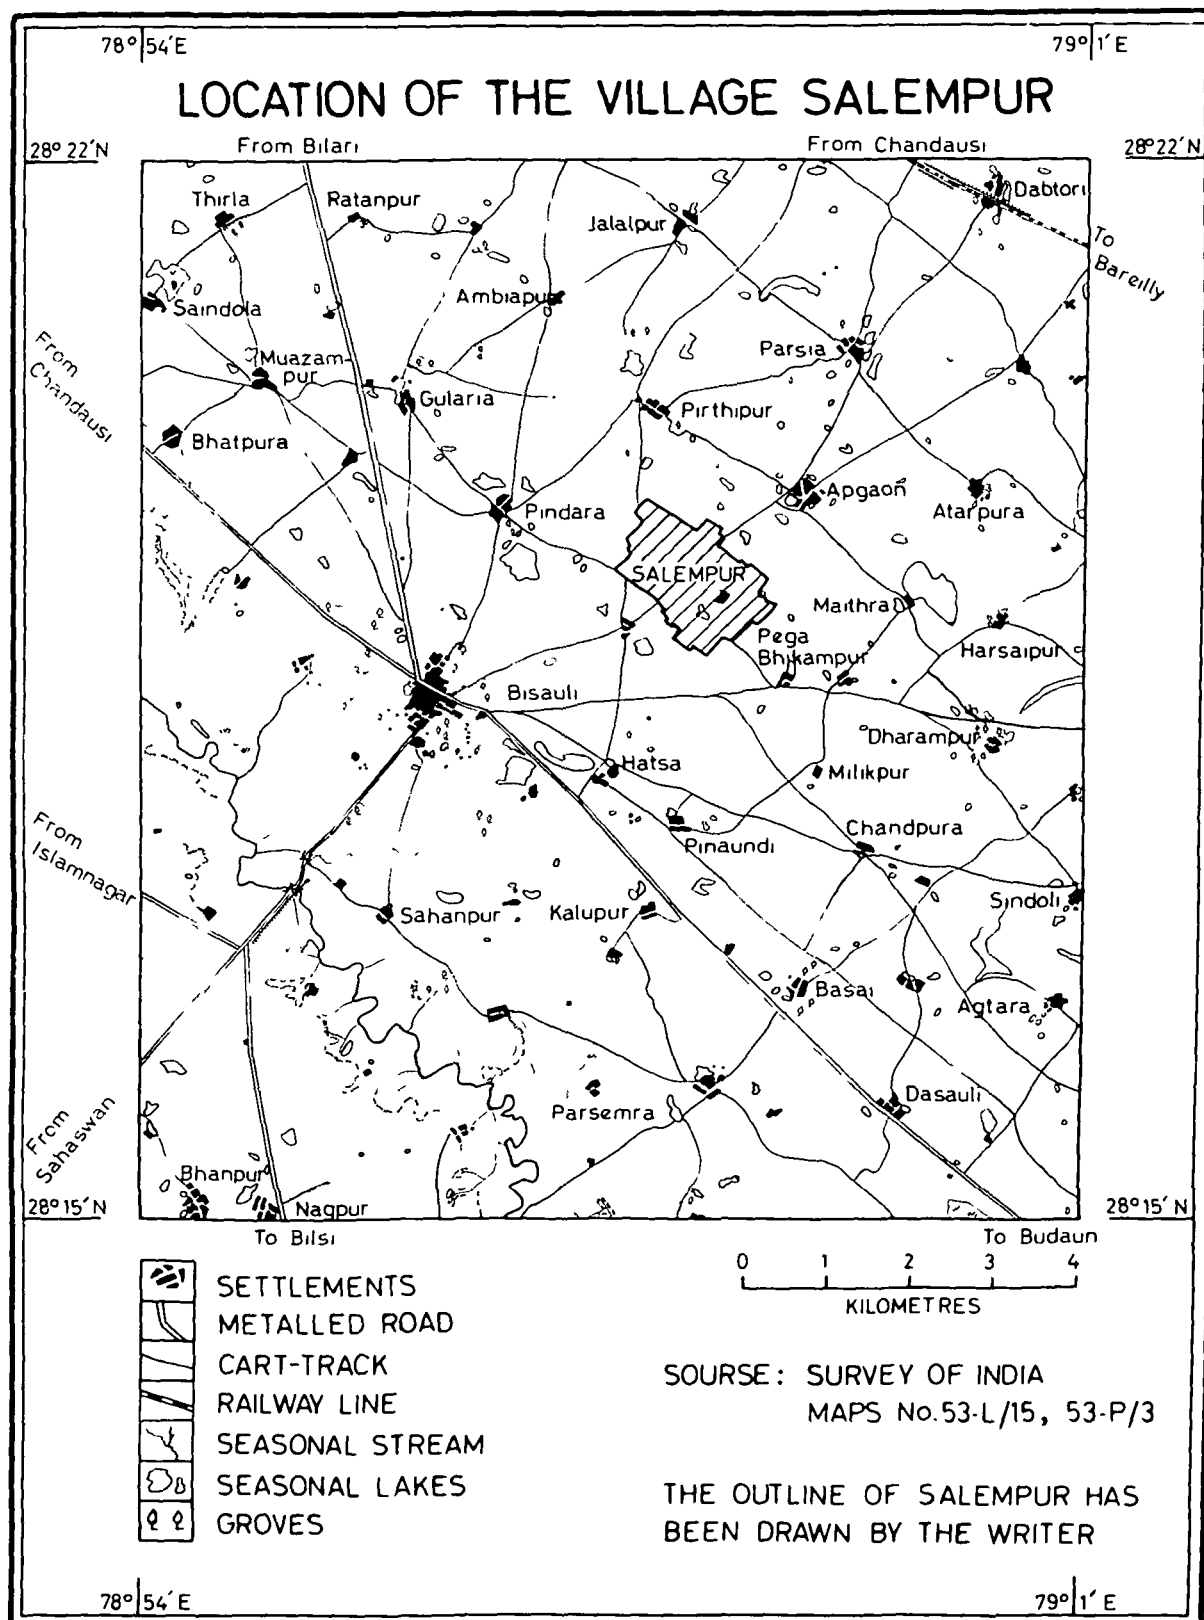 78° 54′ E
79° 1′ E
LOCATION OF THE VILLAGE SALEMPUR
28° 22′ N
From Bilari
From Chandausi
28° 22′ N
Thirla
Ratanpur
Dabtori
Jalalpur
To
Bareilly
Saindola
Ambiapur
From
Chandausi
Muazam-
pur
Parsia
Gularia
Pirthipur
Bhatpura
Pindara
Apgaon
Atarpura
SALEMPUR
Maithra
Pega
Bhikampur
Harsaipur
Bisauli
Dharampur
Hatsa
Milikpur
From
Islamnagar
Pinaundi
Chandpura
Sahanpur
Kalupur
Sindoli
Basai
Agtara
Parsemra
Dasauli
From
Sahaswan
Bhanpur
Nagpur
28° 15′ N
28° 15′ N
To Bilsi
To Budaun
0 1 2 3 4
KILOMETRES
SETTLEMENTS
METALLED ROAD
CART-TRACK
RAILWAY LINE
SEASONAL STREAM
SEASONAL LAKES
GROVES
SOURSE: SURVEY OF INDIA
MAPS No. 53-L/15, 53-P/3
THE OUTLINE OF SALEMPUR HAS
BEEN DRAWN BY THE WRITER
78° 54′ E
79° 1′ E